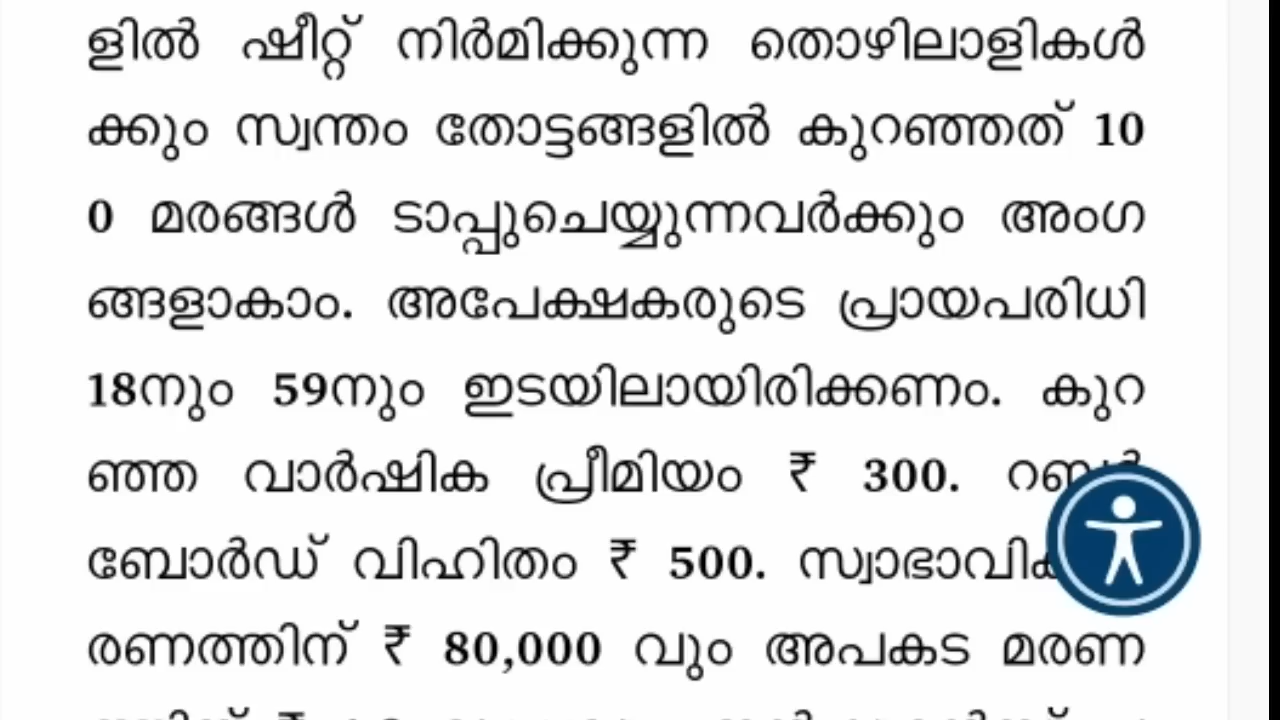 ളിൽ ഷീറ്റ് നിർമിക്കുന്ന തൊഴിലാളികൾ
ക്കും സ്വന്തം തോട്ടങ്ങളിൽ കുറഞ്ഞത് 10
0 മരങ്ങൾ ടാപ്പുചെയ്യുന്നവർക്കും അംഗ
ങ്ങളാകാം. അപേക്ഷകരുടെ പ്രായപരിധി
18നും 59നും ഇടയിലായിരിക്കണം. കുറ
ഞ്ഞ വാർഷിക പ്രീമിയം ₹ 300. റബർ
ബോർഡ് വിഹിതം ₹ 500.
രണത്തിന് ₹ 80,000 വും അപകട മരണ